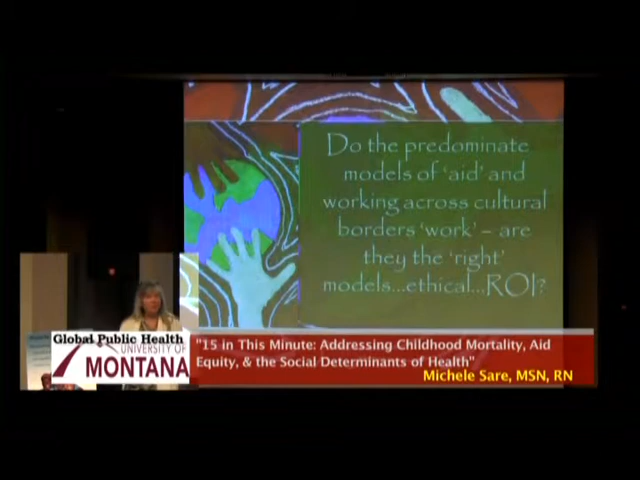 Do the predominate
models of 'aid' and
working across cultural
borders 'work' – are
they the 'right'
models...ethical...ROI?
Global Public Health
UNIVERSITY OF
MONTANA
"15 in This Minute: Addressing Childhood Mortality, Aid
Equity, & the Social Determinants of Health"
Michele Sare, MSN, RN